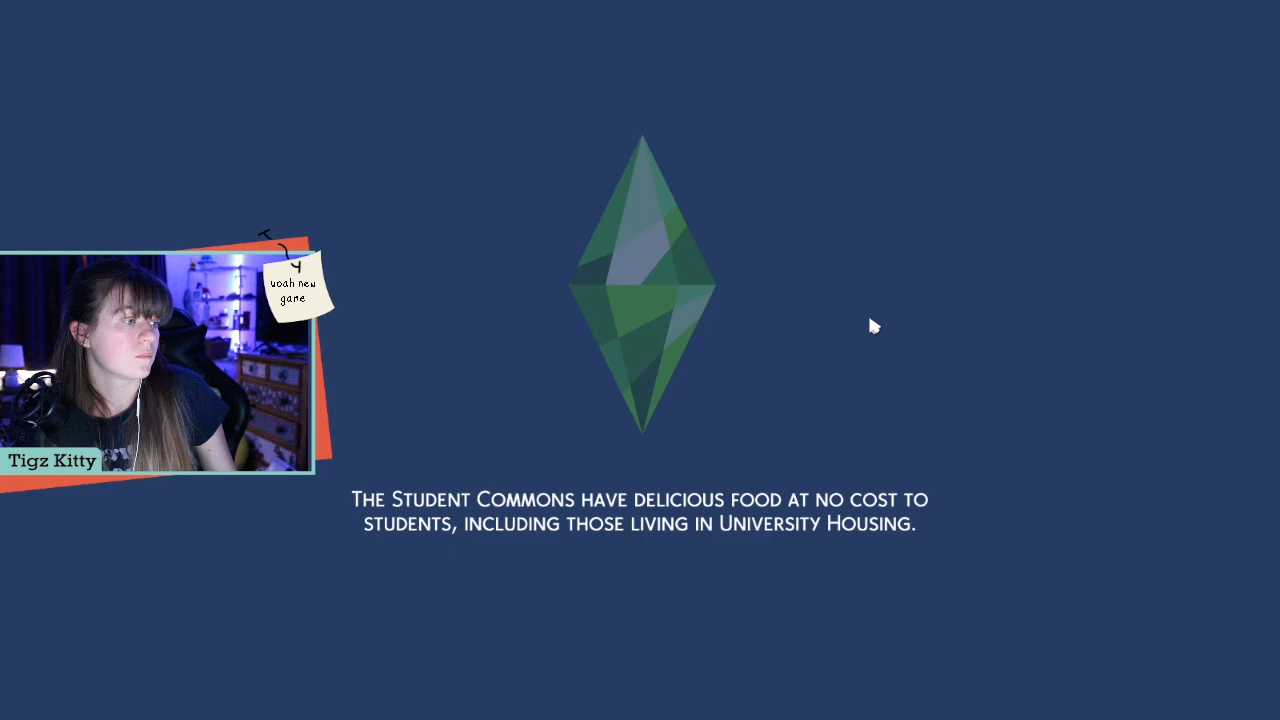 woah new
game
Tigz Kitty
THE STUDENT COMMONS HAVE DELICIOUS FOOD AT NO COST TO
STUDENTS, INCLUDING THOSE LIVING IN UNIVERSITY HOUSING.